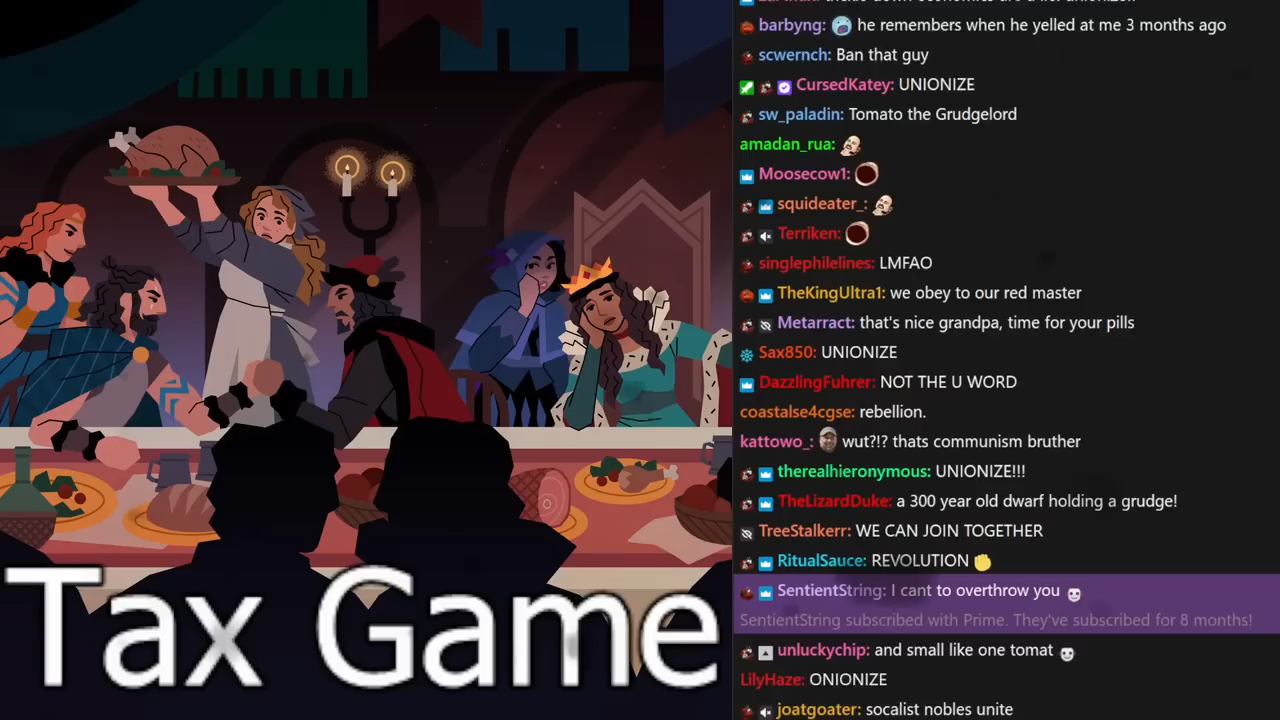 barbyng: he remembers when he yelled at me 3 months ago
scwernch: Ban that guy
CursedKatey: UNIONIZE
sw_paladin: Tomato the Grudgelord
amadan_rua:
Moosecow1:
squideater_:
Terriken:
singlephilelines: LMFAO
TheKingUltra1: we obey to our red master
Metarract: that's nice grandpa, time for your pills
Sax850: UNIONIZE
DazzlingFuhrer: NOT THE U WORD
coastalse4cgse: rebellion.
kattowo_: wut?!? thats communism bruther
therealhieronymous: UNIONIZE!!!
TheLizardDuke: a 300 year old dwarf holding a grudge!
TreeStalkerr: WE CAN JOIN TOGETHER
RitualSauce: REVOLUTION
SentientString: I cant to overthrow you
SentientString subscribed with Prime. They've subscribed for 8 months!
unluckychip: and small like one tomat
LilyHaze: ONIONIZE
joatgoater: socalist nobles unite
Tax Game